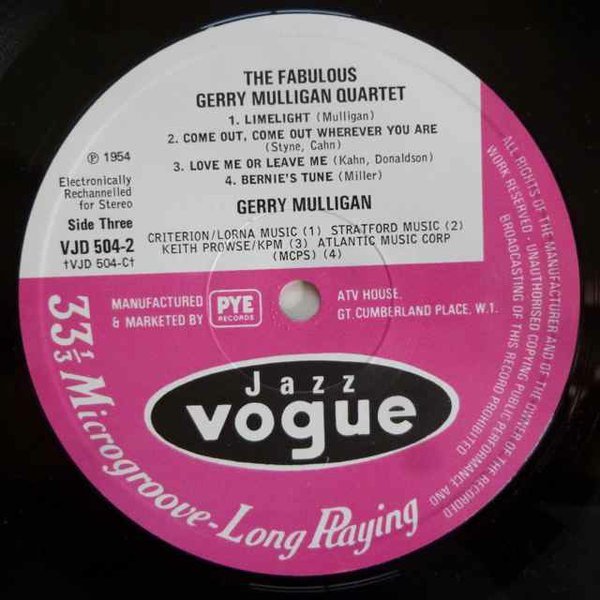 THE FABULOUS
GERRY MULLIGAN QUARTET
1. LIMELIGHT (Mulligan)
2. COME OUT, COME OUT WHEREVER YOU ARE
(Styne, Cahn)
3. LOVE ME OR LEAVE ME (Kahn, Donaldson)
4. BERNIE'S TUNE (Miller)
℗ 1954
Electronically
Rechannelled
for Stereo
Side Three
VJD 504-2
†VJD 504-C†
GERRY MULLIGAN
CRITERION/LORNA MUSIC (1) STRATFORD MUSIC (2)
KEITH PROWSE/KPM (3) ATLANTIC MUSIC CORP
(MCPS) (4)
MANUFACTURED
& MARKETED BY
PYE
RECORDS
ATV HOUSE,
GT.CUMBERLAND PLACE, W.1.
Jazz
vogue
33⅓ Microgroove-Long Playing
ALL RIGHTS OF THE MANUFACTURER AND OF THE OWNER OF THE RECORDED
WORK RESERVED. UNAUTHORISED COPYING PUBLIC PERFORMANCE AND
BROADCASTING OF THIS RECORD PROHIBITED